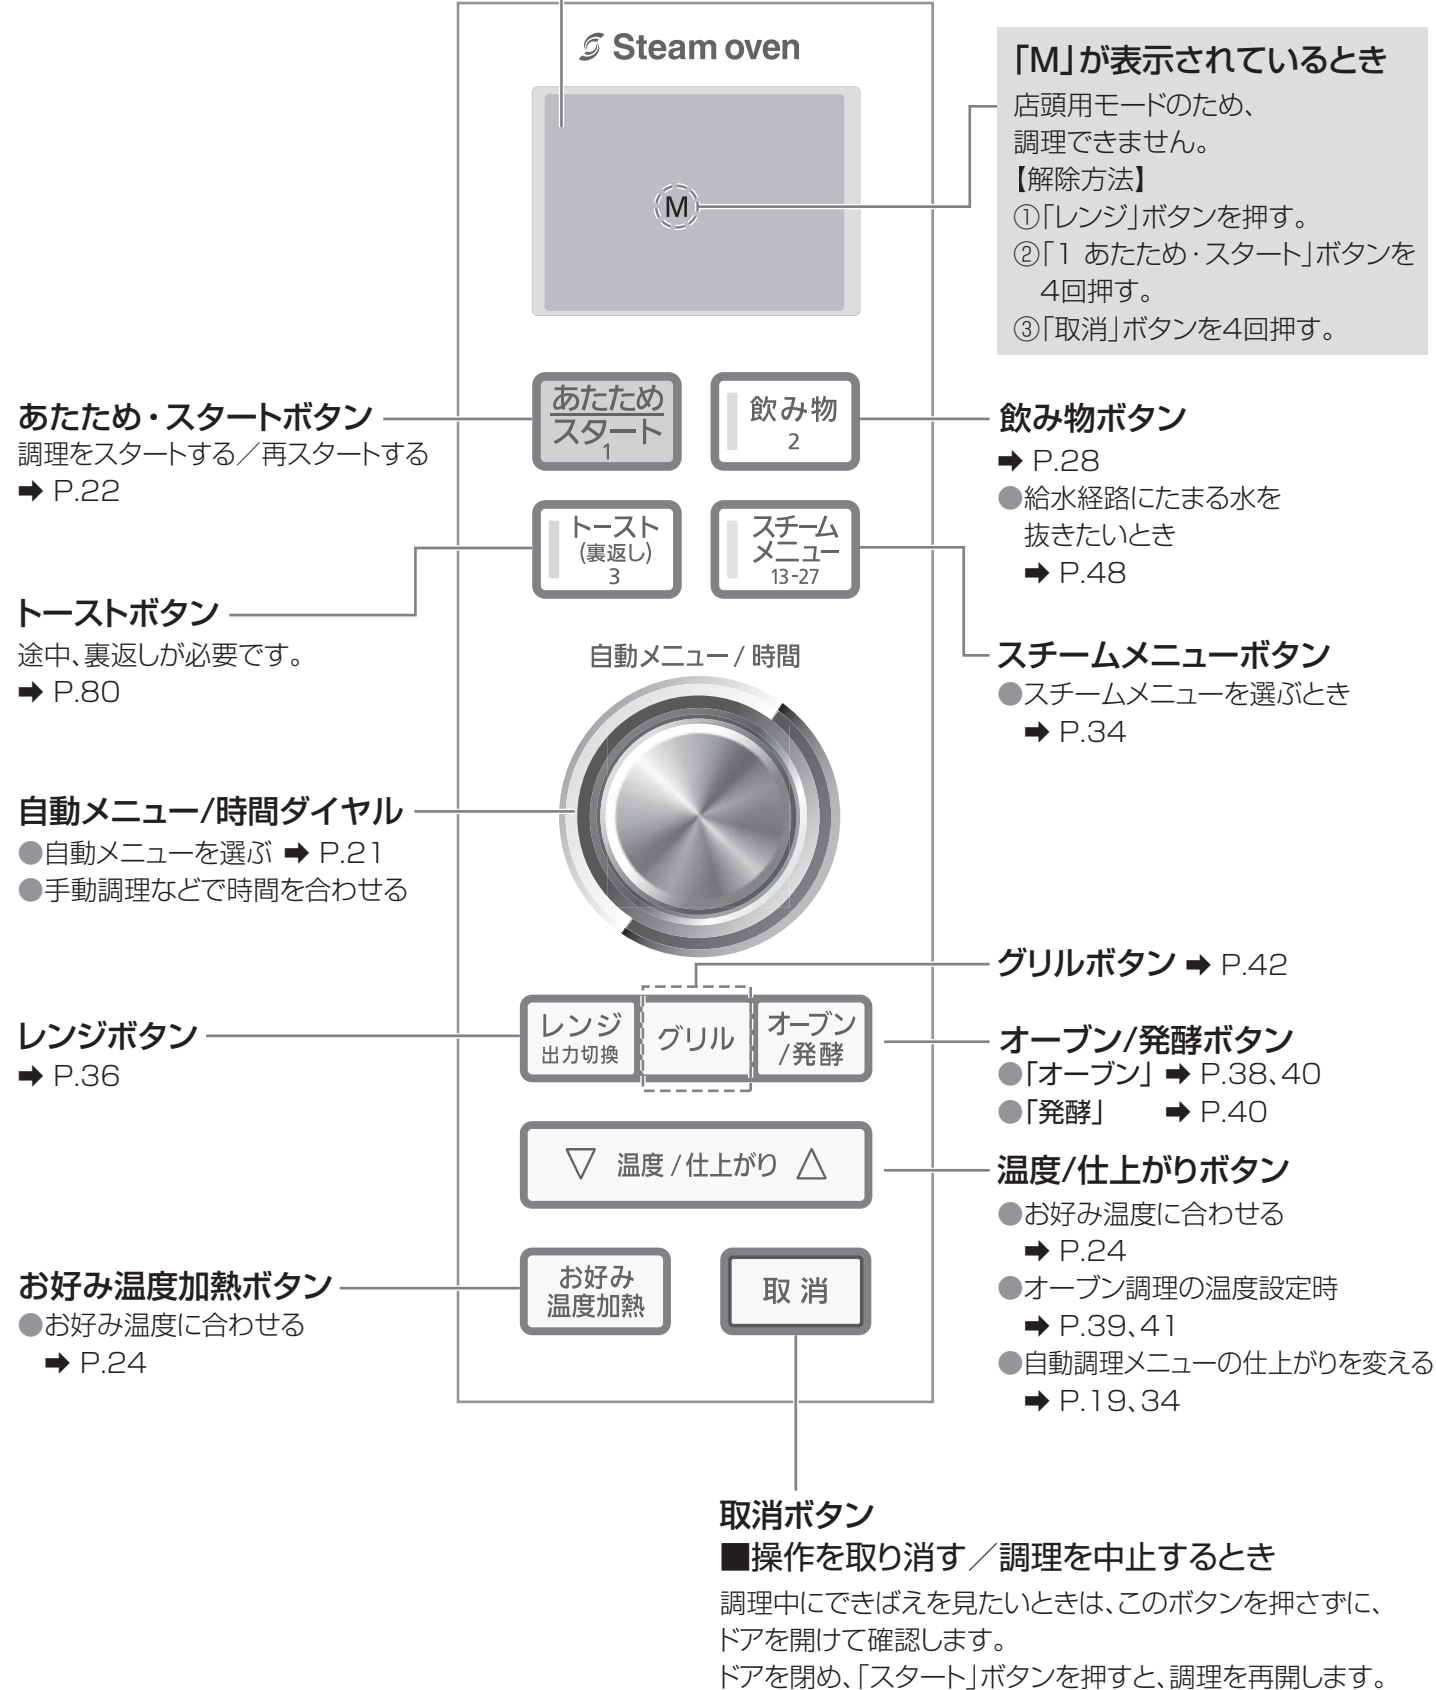 Steam oven
M
「M」が表示されているとき
店頭用モードのため、
調理できません。
【解除方法】
①「レンジ」ボタンを押す。
②「1 あたため・スタート」ボタンを
4回押す。
③「取消」ボタンを4回押す。
あたため・スタートボタン
調理をスタートする／再スタートする
➡ P.22
あたため
スタート
1
飲み物
2
飲み物ボタン
➡ P.28
●給水経路にたまる水を
抜きたいとき
➡ P.48
トースト
(裏返し)
3
スチーム
メニュー
13-27
トーストボタン
途中、裏返しが必要です。
➡ P.80
スチームメニューボタン
●スチームメニューを選ぶとき
➡ P.34
自動メニュー / 時間
自動メニュー/時間ダイヤル
●自動メニューを選ぶ ➡ P.21
●手動調理などで時間を合わせる
グリルボタン ➡ P.42
レンジボタン
➡ P.36
レンジ
出力切換
グリル
オーブン
/発酵
オーブン/発酵ボタン
●「オーブン」 ➡ P.38、40
●「発酵」 ➡ P.40
▽ 温度 / 仕上がり △
温度/仕上がりボタン
●お好み温度に合わせる
➡ P.24
●オーブン調理の温度設定時
➡ P.39、41
●自動調理メニューの仕上がりを変える
➡ P.19、34
お好み温度加熱ボタン
●お好み温度に合わせる
➡ P.24
お好み
温度加熱
取 消
取消ボタン
■操作を取り消す／調理を中止するとき
調理中にできばえを見たいときは、このボタンを押さずに、
ドアを開けて確認します。
ドアを閉め、「スタート」ボタンを押すと、調理を再開します。